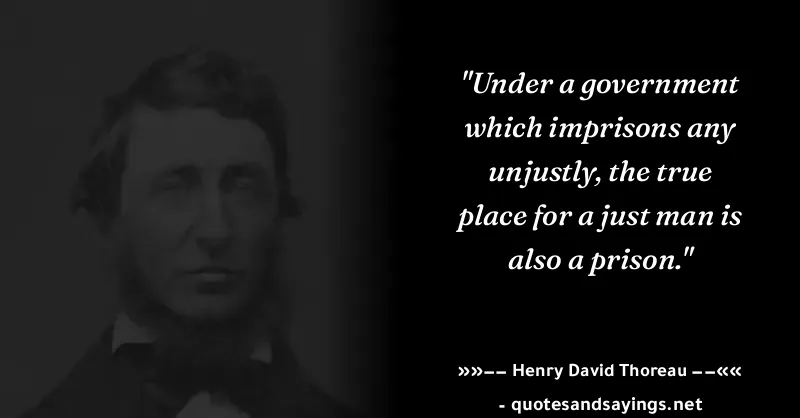 "Under a government
which imprisons any
unjustly, the true
place for a just man is
also a prison."
»»−− Henry David Thoreau −−««
- quotesandsayings.net